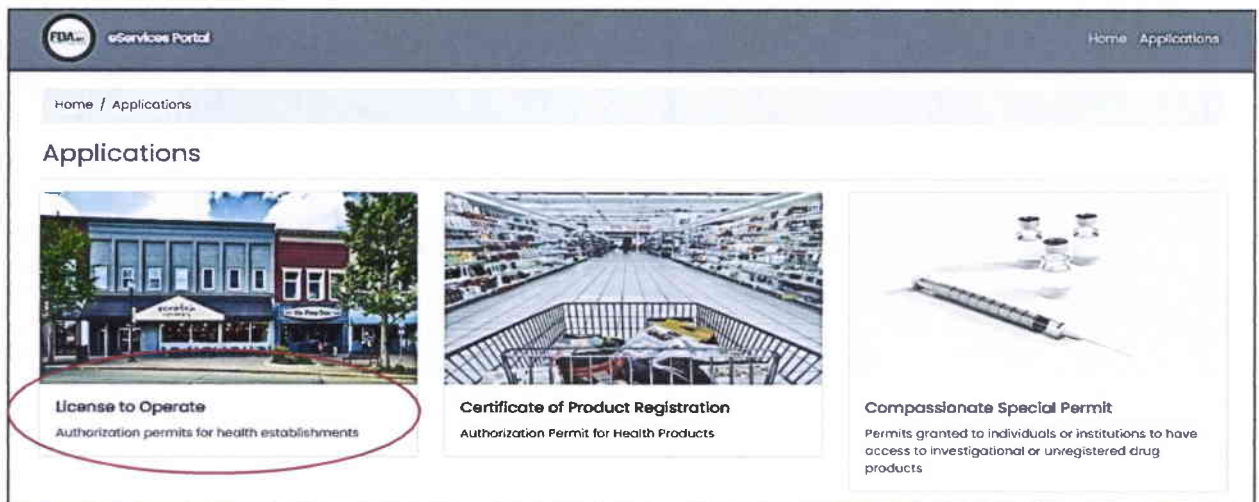 FDA
eServices Portal
Home Applications
Home / Applications
Applications
License to Operate
Authorization permits for health establishments
Certificate of Product Registration
Authorization Permit for Health Products
Compassionate Special Permit
Permits granted to individuals or institutions to have
access to investigational or unregistered drug
products